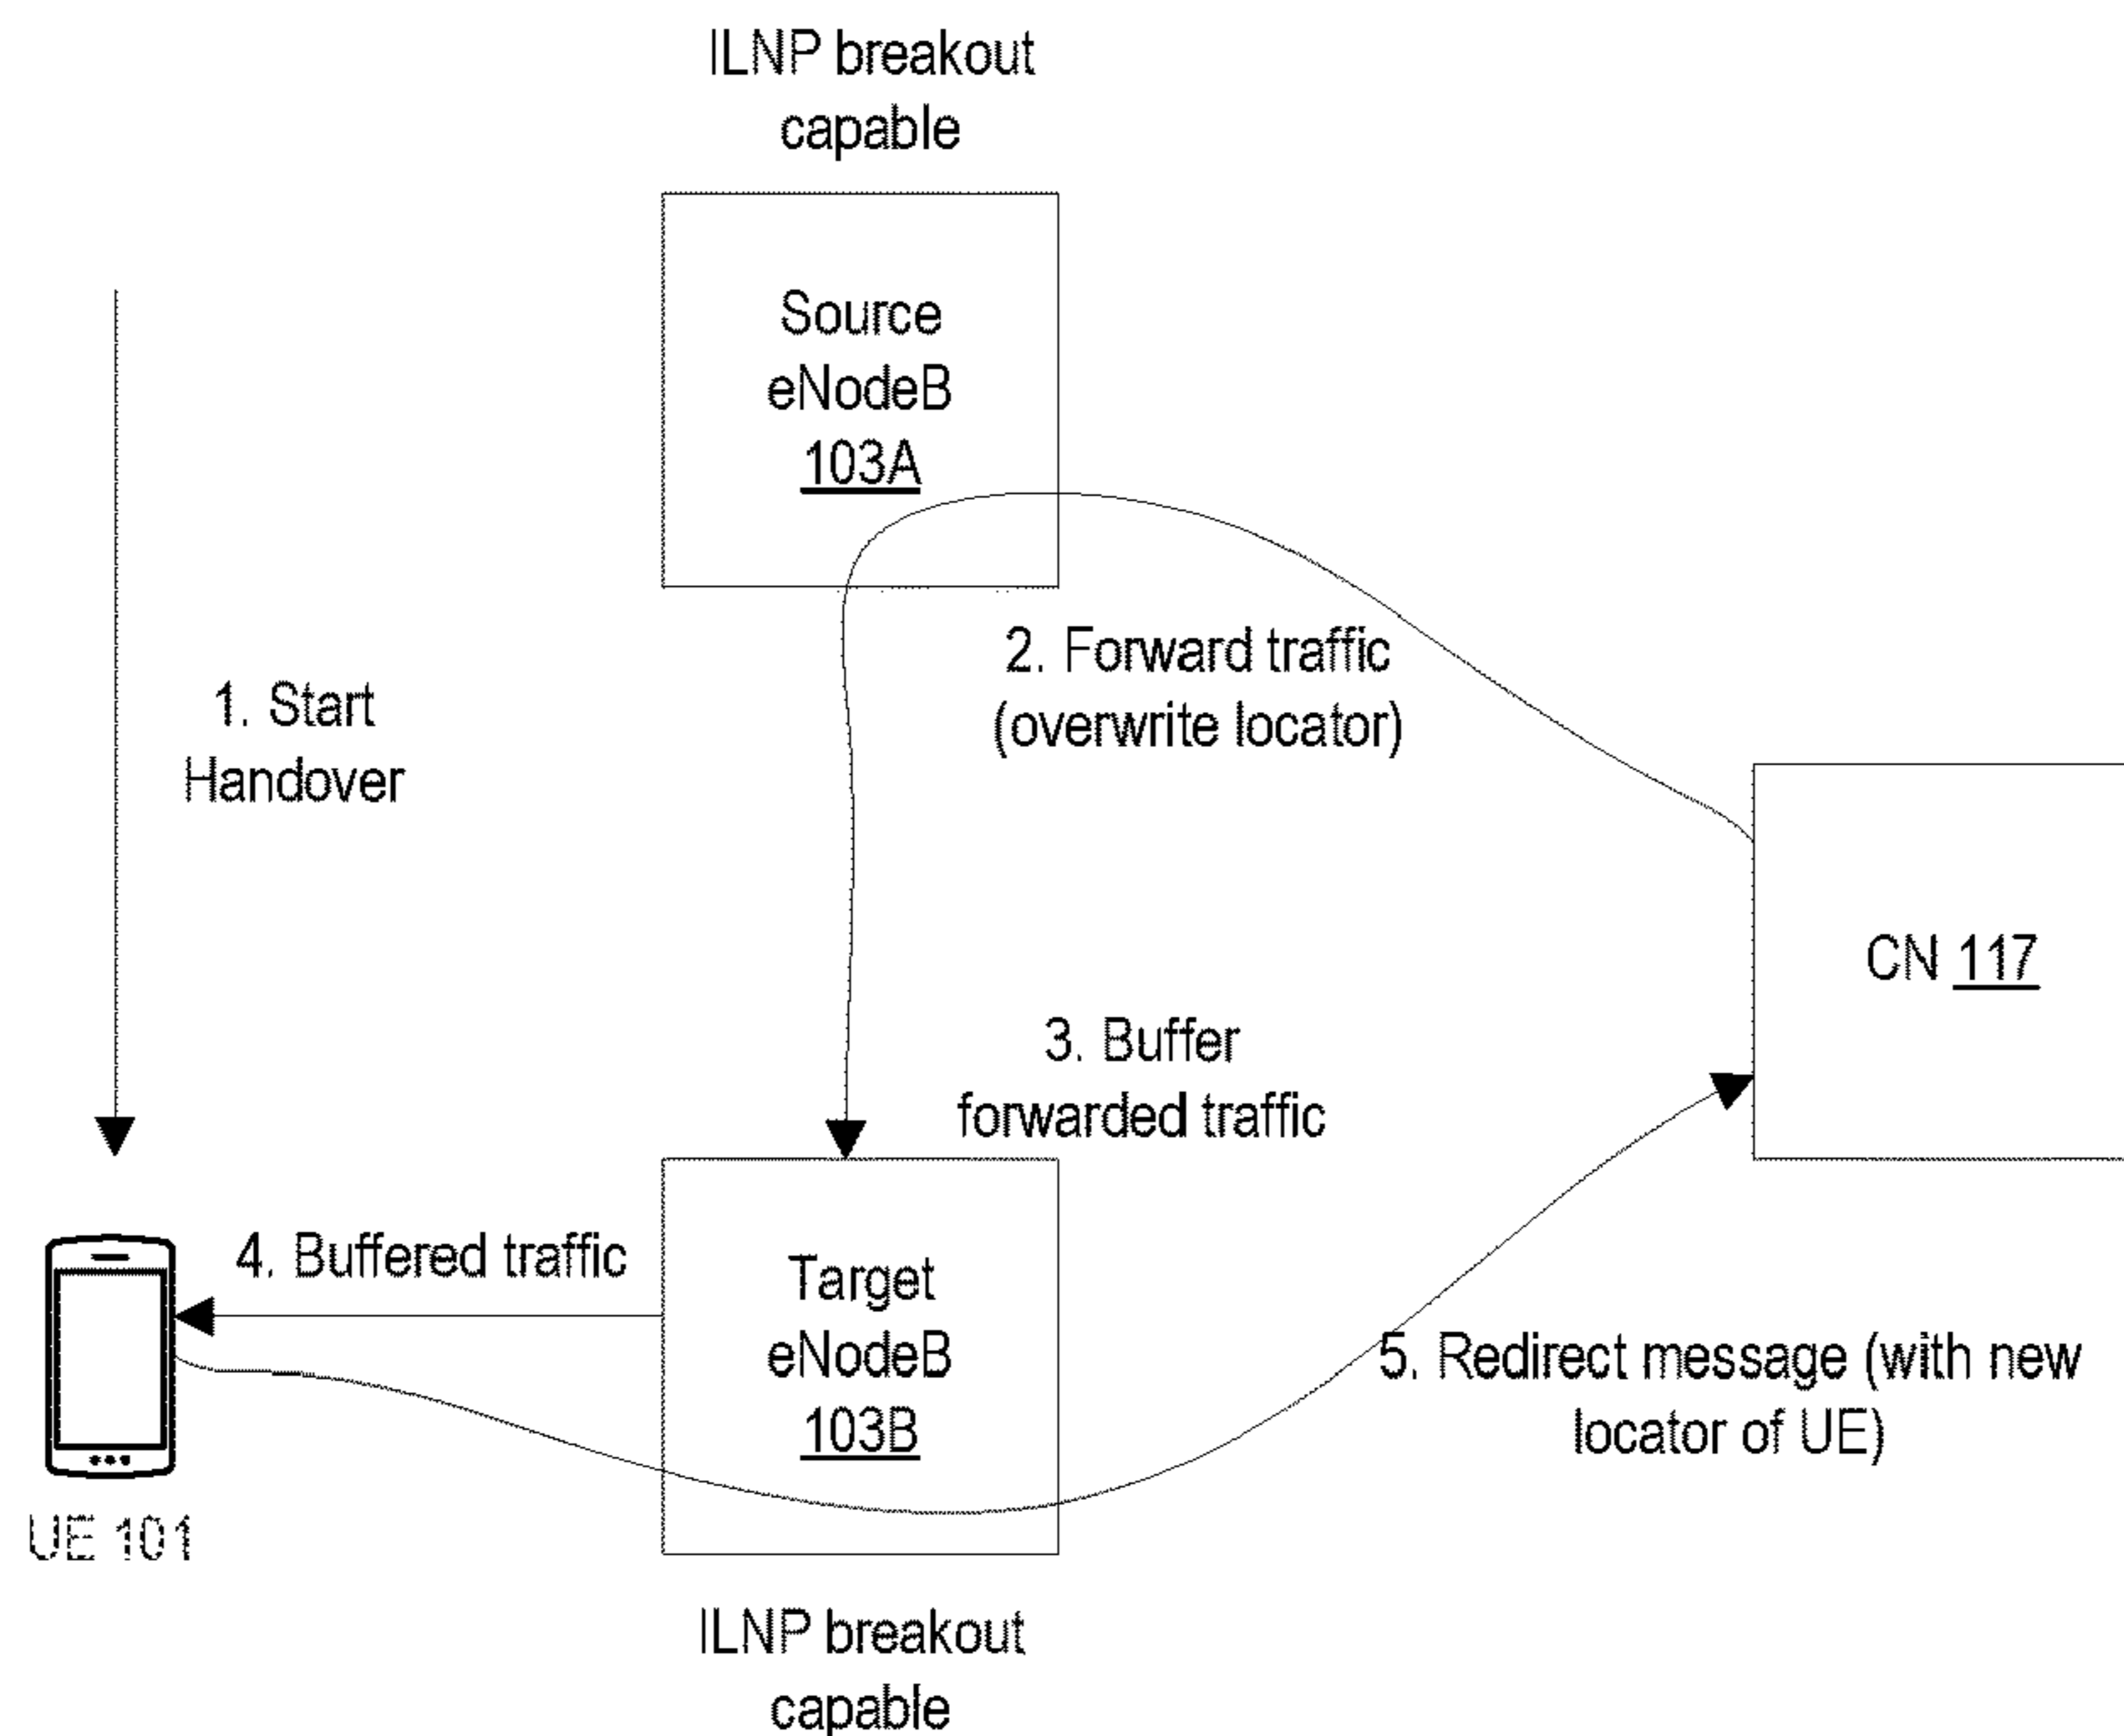 ILNP breakout
capable
Source
eNodeB
103A
1. Start
Handover
2. Forward traffic
(overwrite locator)
CN 117
3. Buffer
forwarded traffic
4. Buffered traffic
Target
eNodeB
103B
5. Redirect message (with new
locator of UE)
UE 101
ILNP breakout
capable